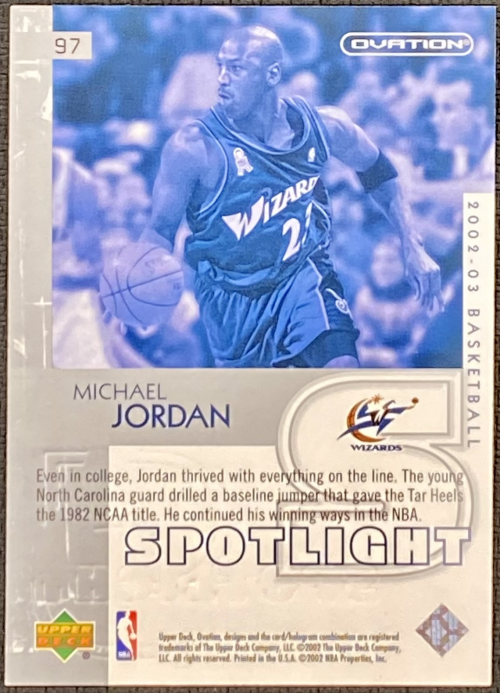 97
OVATION
WIZARDS
2002-03 BASKETBALL
MICHAEL
JORDAN
WIZARDS
Even in college, Jordan thrived with everything on the line. The young
North Carolina guard drilled a baseline jumper that gave the Tar Heels
the 1982 NCAA title. He continued his winning ways in the NBA.
S
SPOTLIGHT
UPPER
DECK
NBA
Upper Deck, Ovation, designs and the card/hologram combination are registered
trademarks of The Upper Deck Company, LLC. ©2002 The Upper Deck Company,
LLC. All rights reserved. Printed in the U.S.A. ©2002 NBA Properties, Inc.